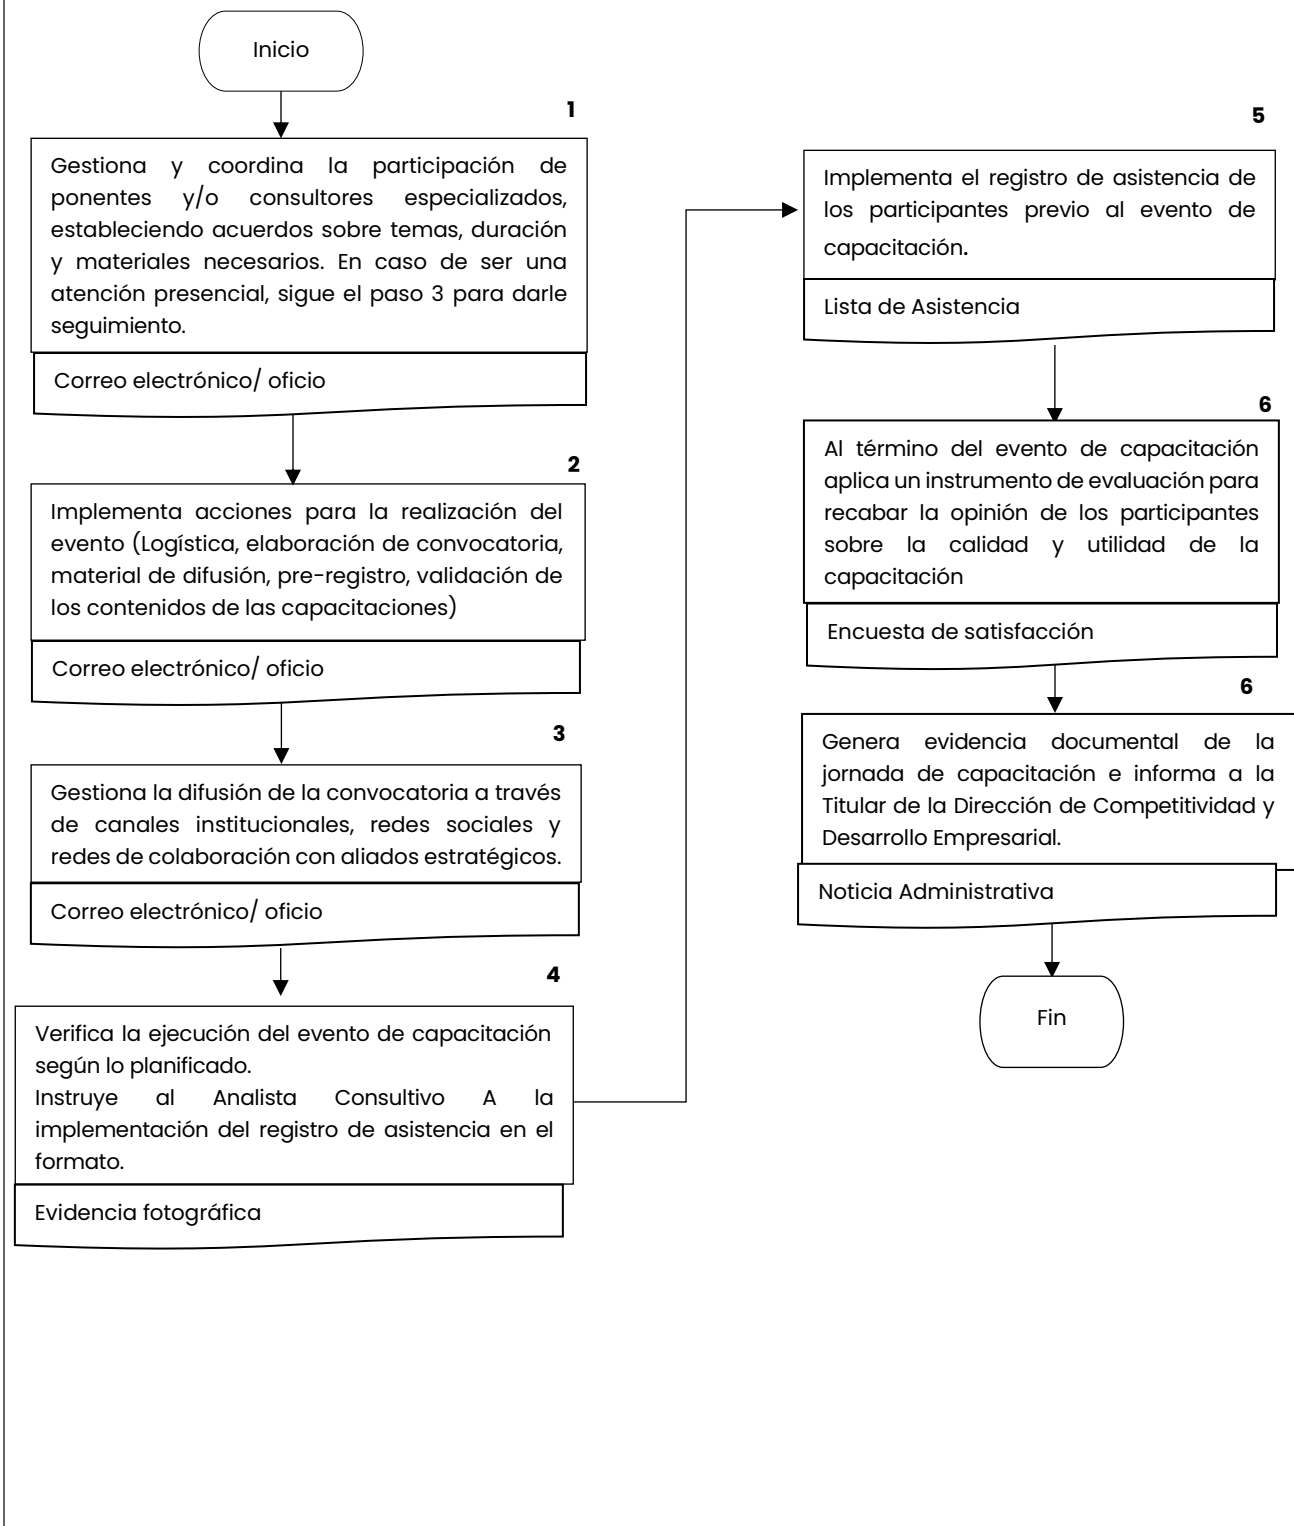 Inicio
1
Gestiona y coordina la participación de
ponentes y/o consultores especializados,
estableciendo acuerdos sobre temas, duración
y materiales necesarios. En caso de ser una
atención presencial, sigue el paso 3 para darle
seguimiento.
Correo electrónico/ oficio
2
Implementa acciones para la realización del
evento (Logística, elaboración de convocatoria,
material de difusión, pre-registro, validación de
los contenidos de las capacitaciones)
Correo electrónico/ oficio
3
Gestiona la difusión de la convocatoria a través
de canales institucionales, redes sociales y
redes de colaboración con aliados estratégicos.
Correo electrónico/ oficio
4
Verifica la ejecución del evento de capacitación
según lo planificado.
Instruye al Analista Consultivo A la
implementación del registro de asistencia en el
formato.
Evidencia fotográfica
5
Implementa el registro de asistencia de
los participantes previo al evento de
capacitación.
Lista de Asistencia
6
Al término del evento de capacitación
aplica un instrumento de evaluación para
recabar la opinión de los participantes
sobre la calidad y utilidad de la
capacitación
Encuesta de satisfacción
6
Genera evidencia documental de la
jornada de capacitación e informa a la
Titular de la Dirección de Competitividad y
Desarrollo Empresarial.
Noticia Administrativa
Fin